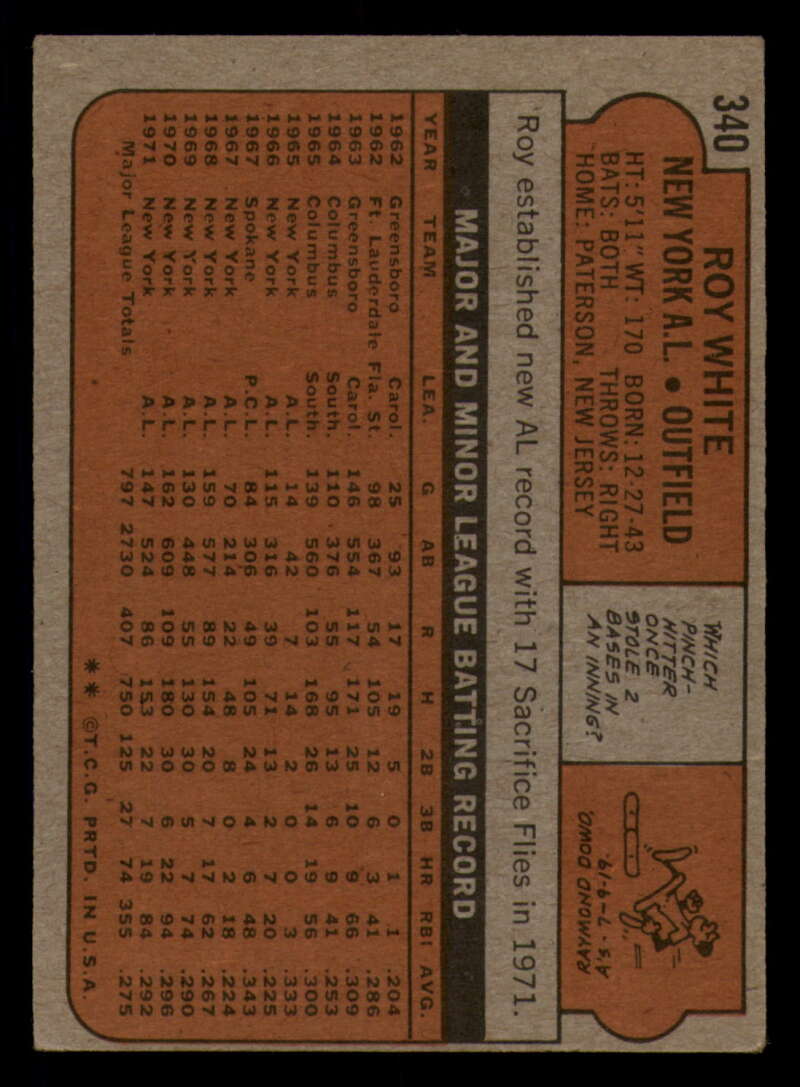 340
ROY WHITE
NEW YORK A.L. • OUTFIELD
HT: 5'11" WT: 170 BORN: 12-27-43
BATS: BOTH THROWS: RIGHT
HOME: PATERSON, NEW JERSEY
WHICH
PINCH-
HITTER
ONCE
STOLE 2
BASES IN
AN INNING?
RAYMOND DOWD,
A'S - 7-9-19.
Roy established new AL record with 17 Sacrifice Flies in 1971.
MAJOR AND MINOR LEAGUE BATTING RECORD
YEAR TEAM LEA. G AB R H 2B 3B HR RBI AVG.
1962 Greensboro Carol. 25 93 17 19 5 0 1 1 .204
1962 Ft. Lauderdale Fla. St. 98 367 54 105 12 6 3 41 .286
1963 Greensboro Carol. 146 554 117 171 25 10 9 66 .309
1964 Columbus South. 110 376 55 95 13 6 9 41 .253
1965 Columbus South. 139 560 103 168 26 14 19 56 .300
1965 New York A.L. 14 42 7 14 2 0 0 3 .333
1966 New York A.L. 115 316 39 71 13 2 7 20 .225
1967 Spokane P.C.L. 84 306 49 105 24 4 6 48 .343
1967 New York A.L. 70 214 22 48 8 0 2 18 .224
1968 New York A.L. 159 577 89 154 20 7 17 62 .267
1969 New York A.L. 130 448 55 130 30 5 7 74 .290
1970 New York A.L. 162 609 109 180 30 6 22 94 .296
1971 New York A.L. 147 524 86 153 22 7 19 84 .292
Major League Totals 797 2730 407 750 125 27 74 355 .275
** ©T.C.G. PRTD. IN U.S.A.